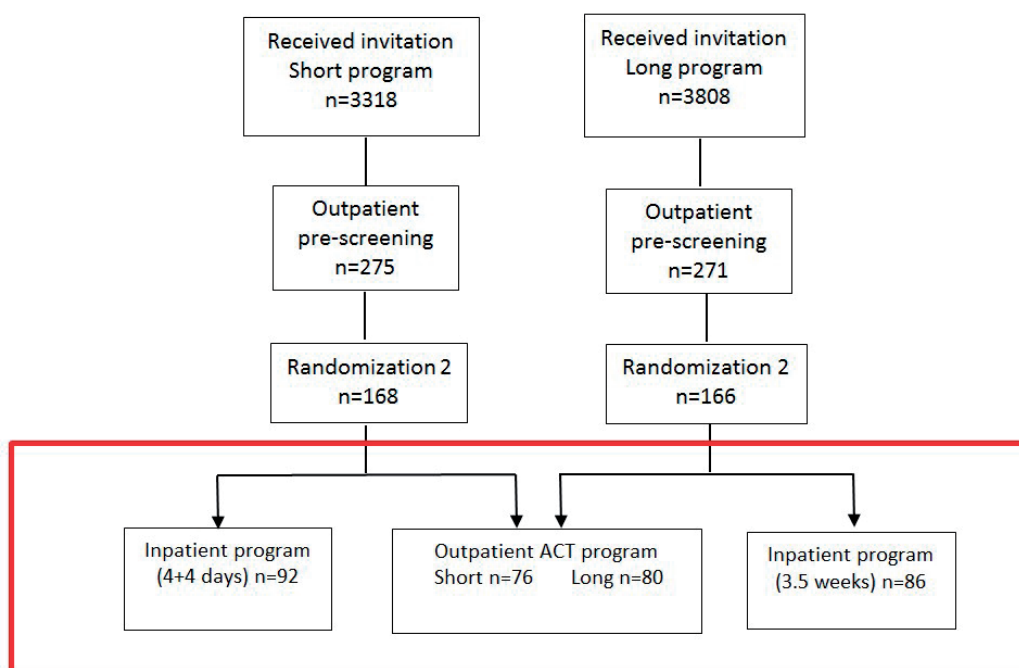 Received invitation
Short program
n=3318
Received invitation
Long program
n=3808
Outpatient
pre-screening
n=275
Outpatient
pre-screening
n=271
Randomization 2
n=168
Randomization 2
n=166
Inpatient program
(4+4 days) n=92
Outpatient ACT program
Short n=76 Long n=80
Inpatient program
(3.5 weeks) n=86